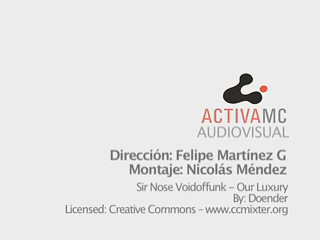 ACTIVAMC
AUDIOVISUAL
Dirección: Felipe Martínez G
Montaje: Nicolás Méndez
Sir Nose Voidoffunk - Our Luxury
By: Doender
Licensed: Creative Commons - www.ccmixter.org